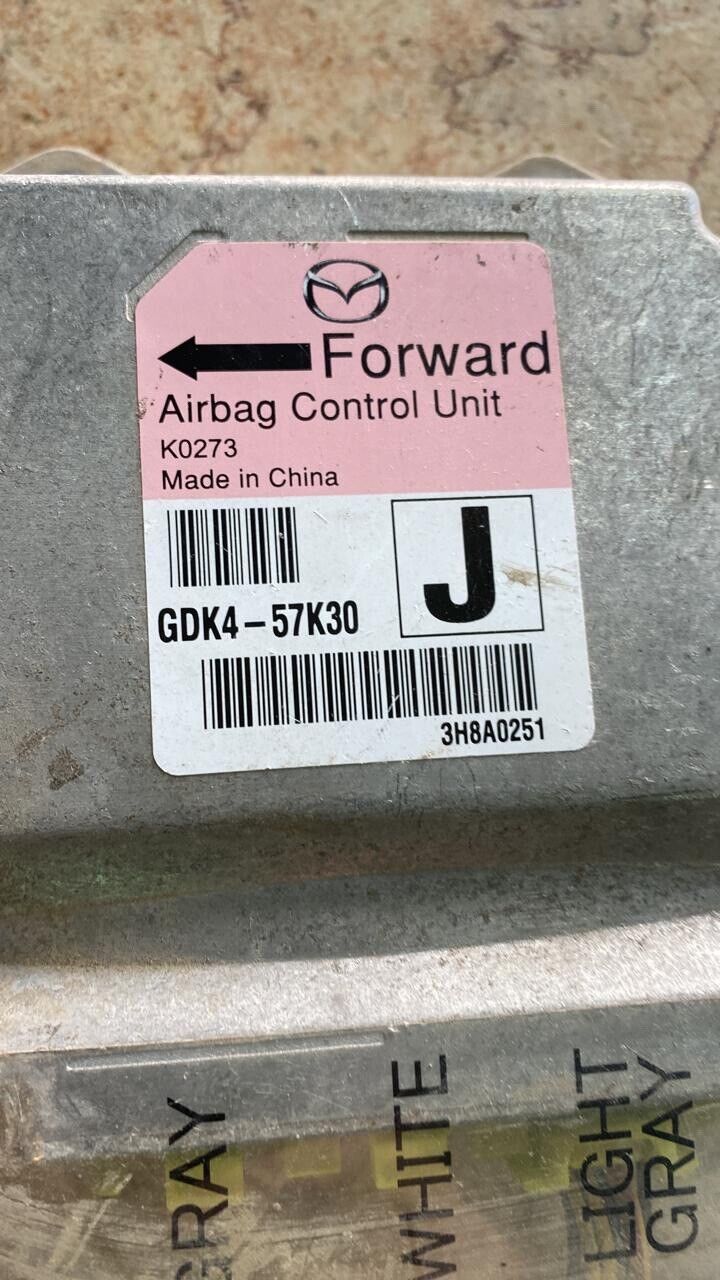 Forward
Airbag Control Unit
K0273
Made in China
J
GDK4-57K30
3H8A0251
GRAY
WHITE
LIGHT
GRAY